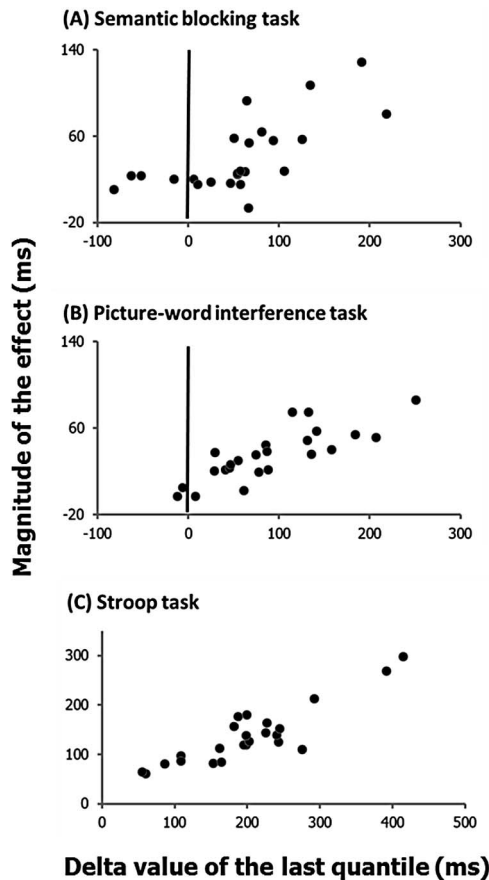 (A) Semantic blocking task
140
60
-20
-100 0 100 200 300
(B) Picture-word interference task
140
60
-20
-100 0 100 200 300
(C) Stroop task
300
200
100
0
0 100 200 300 400 500
Magnitude of the effect (ms)
Delta value of the last quantile (ms)